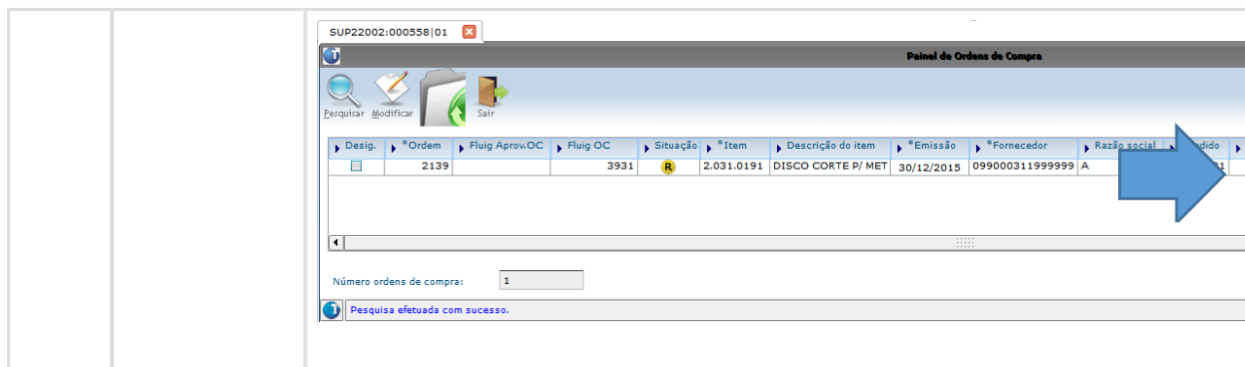 SUP22002:000558|01
Painel de Ordens de Compra
Pesquisar Modificar Sair
Desig. *Ordem Fluig Aprov.OC Fluig OC Situação *Item Descrição do item *Emissão *Fornecedor Razão social
2139 3931 R 2.031.0191 DISCO CORTE P/ MET 30/12/2015 099000311999999 A
Número ordens de compra: 1
Pesquisa efetuada com sucesso.